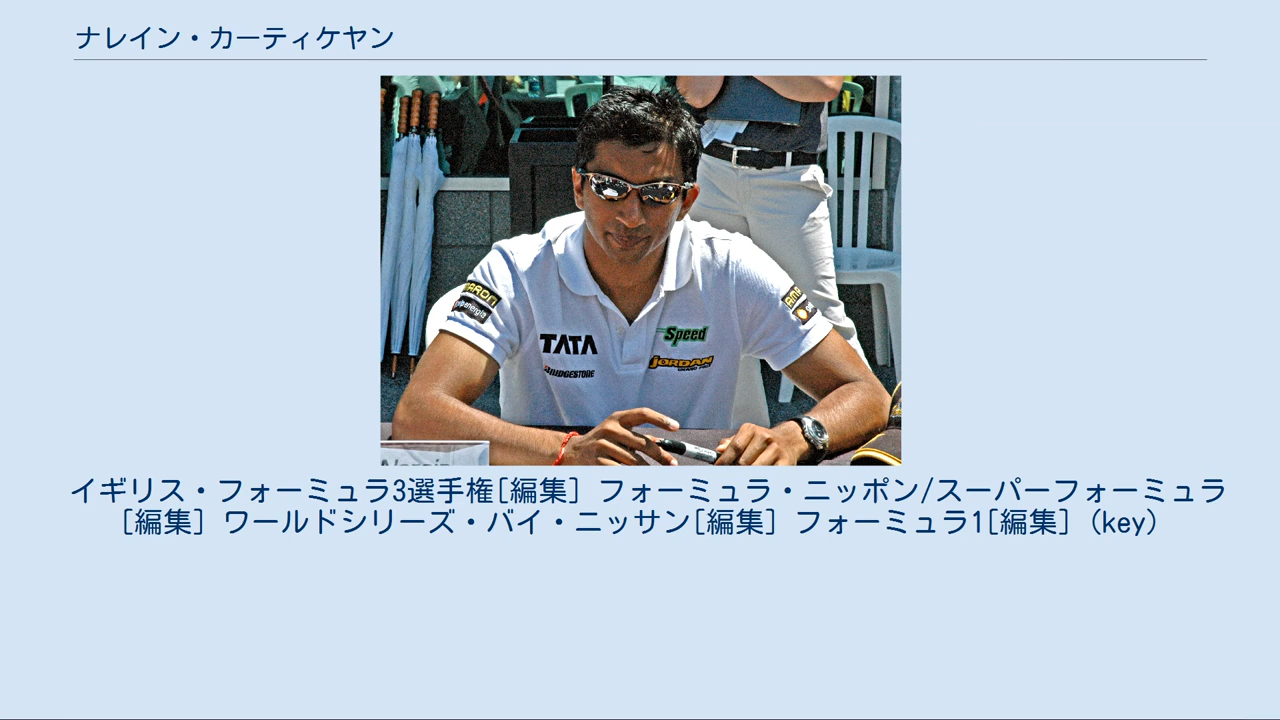 ナレイン・カーティケヤン
AMARON
TATA
BRIDGESTONE
Speed
JORDAN
GRAND PRIX
イギリス・フォーミュラ3選手権[編集] フォーミュラ・ニッポン/スーパーフォーミュラ
[編集] ワールドシリーズ・バイ・ニッサン[編集] フォーミュラ1[編集] (key)